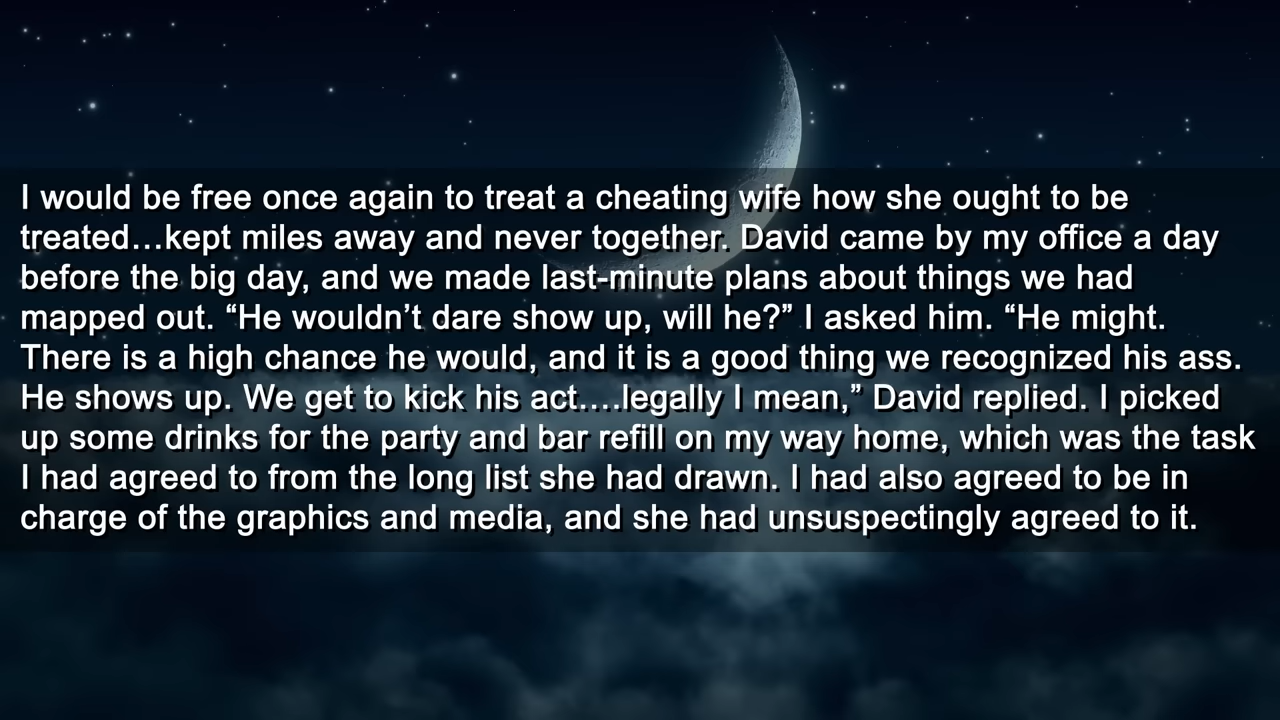 I would be free once again to treat a cheating wife how she ought to be
treated…kept miles away and never together. David came by my office a day
before the big day, and we made last-minute plans about things we had
mapped out. “He wouldn’t dare show up, will he?” I asked him. “He might.
There is a high chance he would, and it is a good thing we recognized his ass.
He shows up. We get to kick his act....legally I mean,” David replied. I picked
up some drinks for the party and bar refill on my way home, which was the task
I had agreed to from the long list she had drawn. I had also agreed to be in
charge of the graphics and media, and she had unsuspectingly agreed to it.